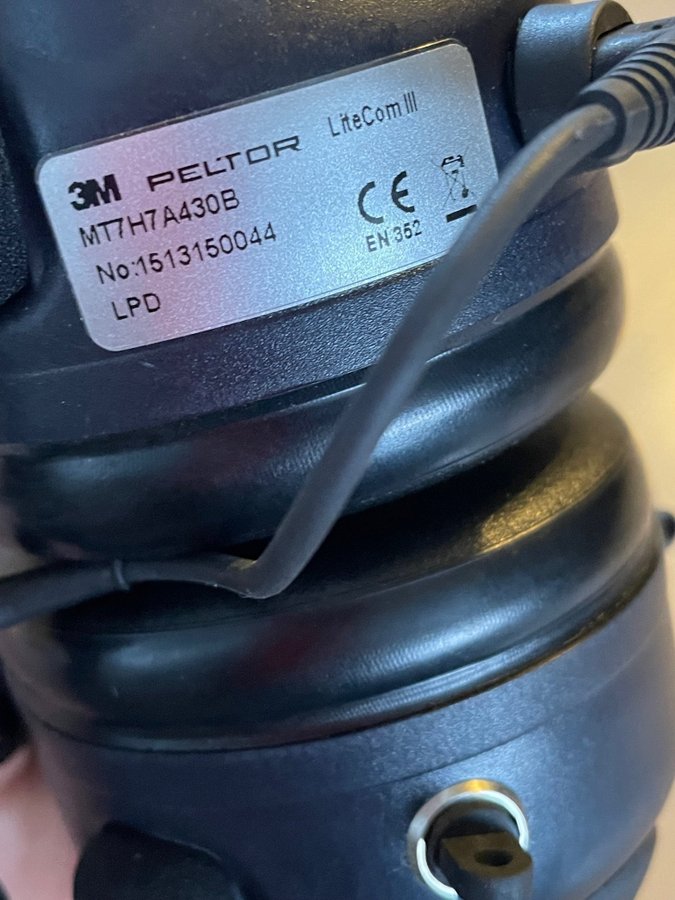 3M PELTOR LiteCom III
MT7H7A430B
No:1513150044
LPD
CE
EN 352